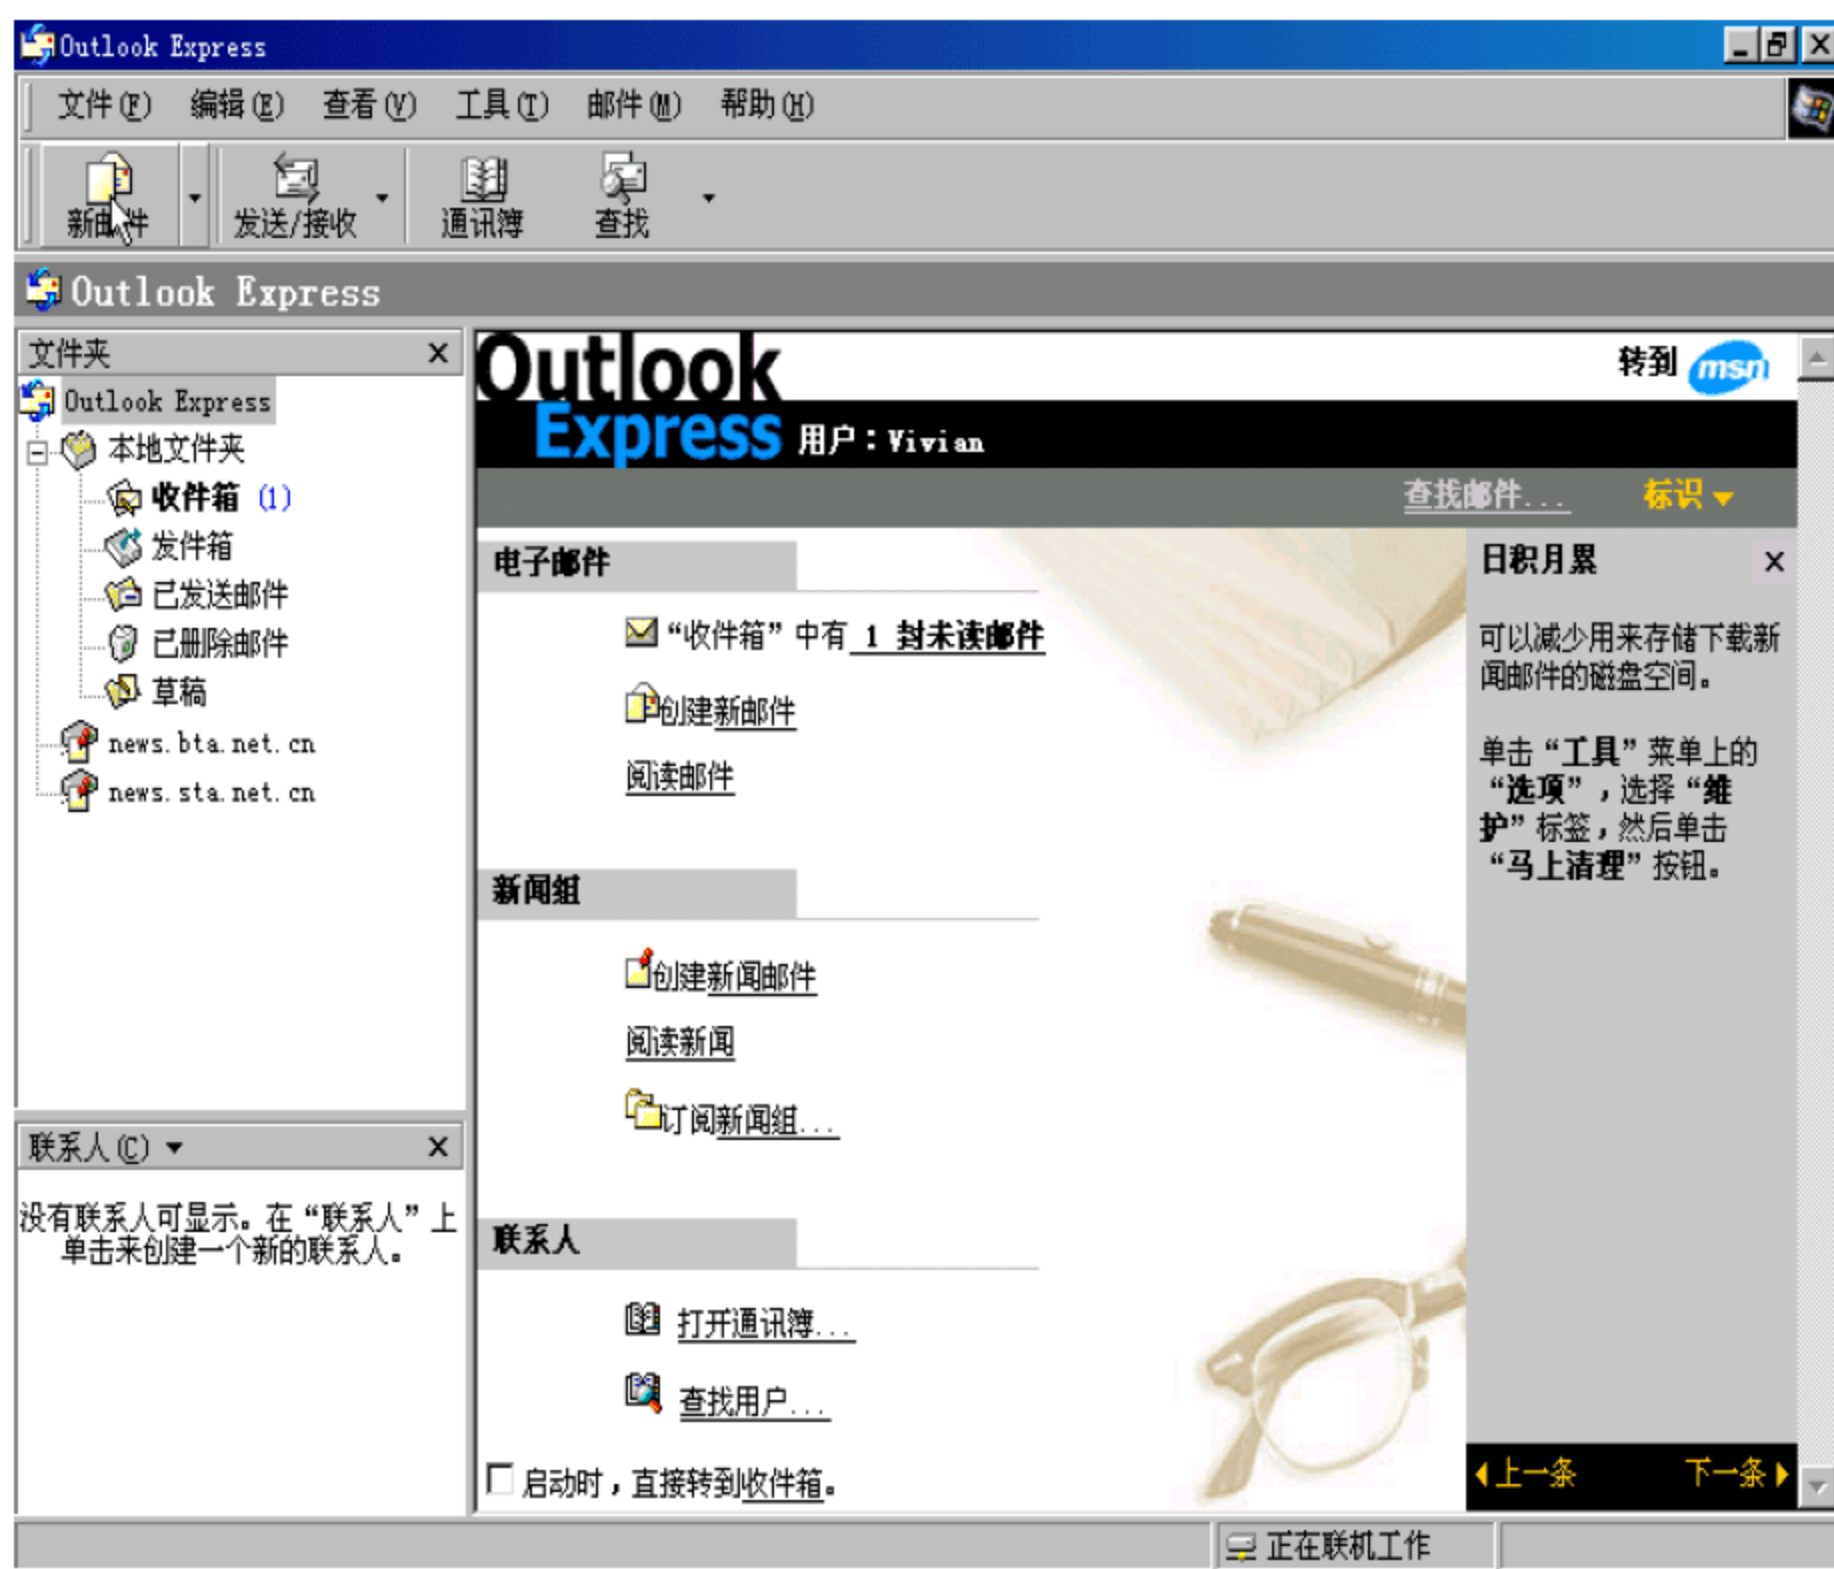 Outlook Express
文件(F) 编辑(E) 查看(V) 工具(T) 邮件(M) 帮助(H)
新邮件 发送/接收 通讯簿 查找
Outlook Express
文件夹
Outlook Express
本地文件夹
收件箱 (1)
发件箱
已发送邮件
已删除邮件
草稿
news.bta.net.cn
news.sta.net.cn
联系人(C)
没有联系人可显示。在“联系人”上
单击来创建一个新的联系人。
Outlook
Express 用户：Vivian
转到 msn
查找邮件... 标识
电子邮件
“收件箱”中有 1 封未读邮件
创建新邮件
阅读邮件
新闻组
创建新闻邮件
阅读新闻
订阅新闻组...
联系人
打开通讯簿...
查找用户...
启动时，直接转到收件箱。
日积月累
可以减少用来存储下载新
闻邮件的磁盘空间。
单击“工具”菜单上的
“选项”，选择“维
护”标签，然后单击
“马上清理”按钮。
上一条 下一条
正在联机工作